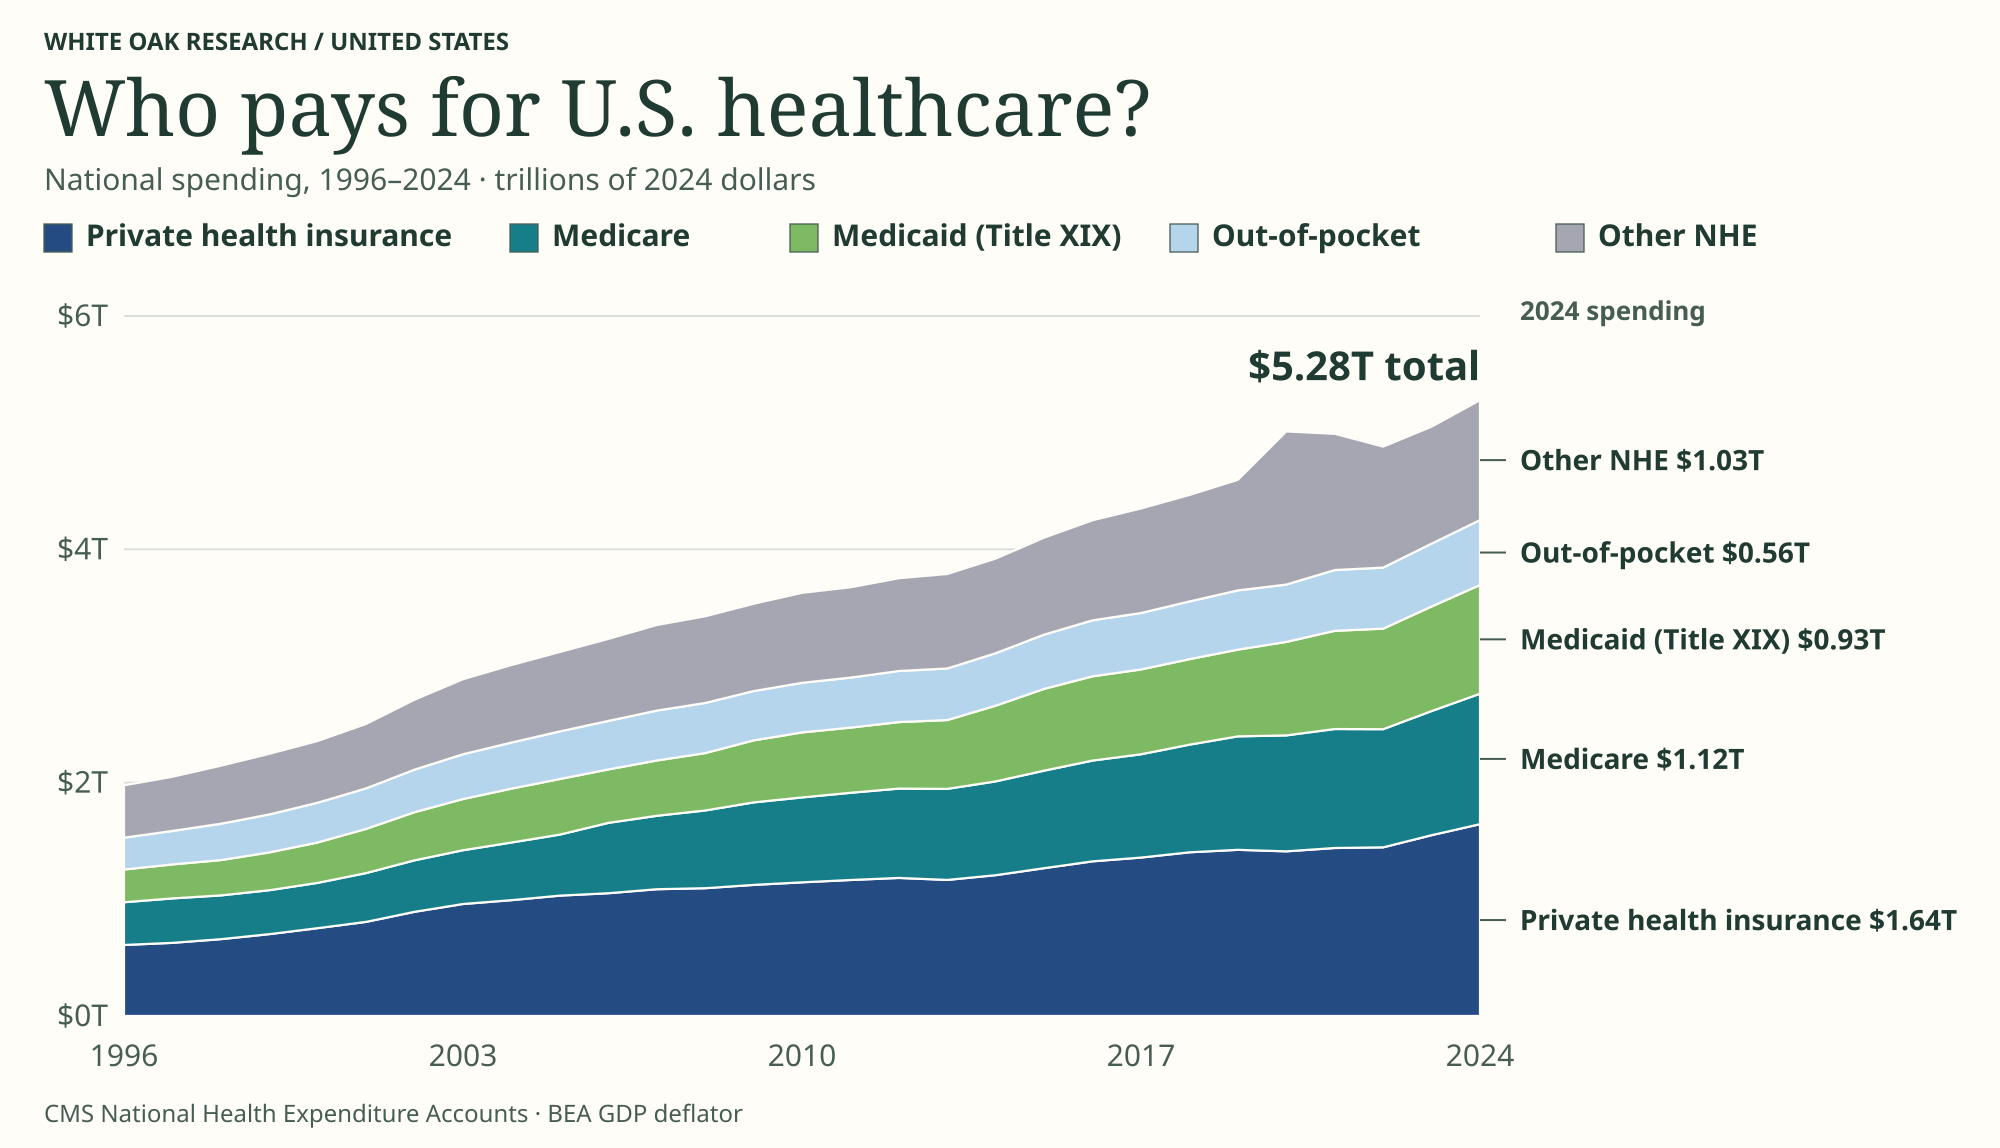 WHITE OAK RESEARCH / UNITED STATES
Who pays for U.S. healthcare?
National spending, 1996–2024 · trillions of 2024 dollars
Private health insurance Medicare Medicaid (Title XIX) Out-of-pocket Other NHE
$6T
2024 spending
$5.28T total
Other NHE $1.03T
$4T
Out-of-pocket $0.56T
Medicaid (Title XIX) $0.93T
Medicare $1.12T
$2T
Private health insurance $1.64T
$0T
1996 2003 2010 2017 2024
CMS National Health Expenditure Accounts · BEA GDP deflator